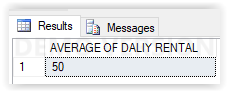 Results Messages
AVERAGE OF DALIY RENTAL
1 50